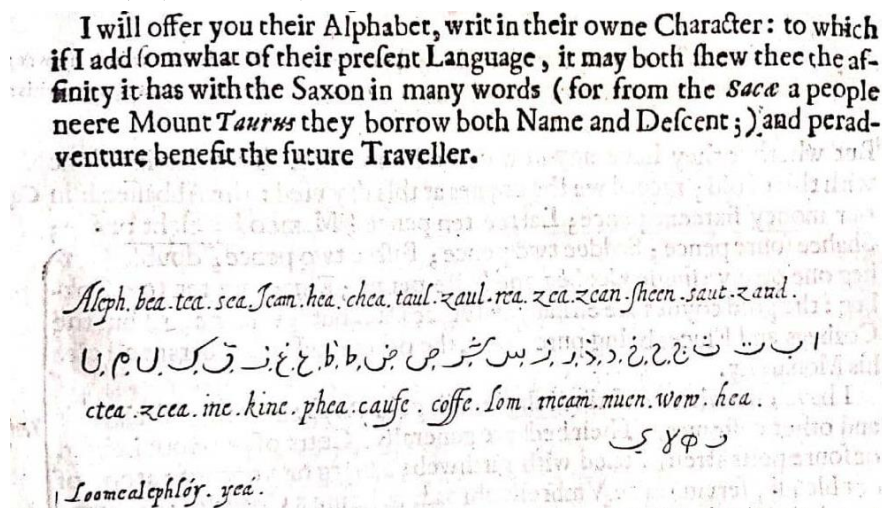 I will offer you their Alphabet, writ in their owne Character: to which
if I add ſomwhat of their preſent Language, it may both ſhew thee the af-
finity it has with the Saxon in many words (for from the Sacæ a people
neere Mount Taurus they borrow both Name and Deſcent;) and perad-
venture benefit the future Traveller.
Aleph. bea. tea. sea. Jeam. hea. chea. taul. zaul. rea. zea. zean. ſheen. saut. zaud.
ا ب ت ث ج ح خ د ذ ر ز س ش ص ض ط ظ ع غ ف ق ک ل م ن
ctea. zcea. ine. kine. phea. cauſe. coffe. lom. meam. nuen. wow. hea.
و ه لا ی
Loomealephloy. yea.